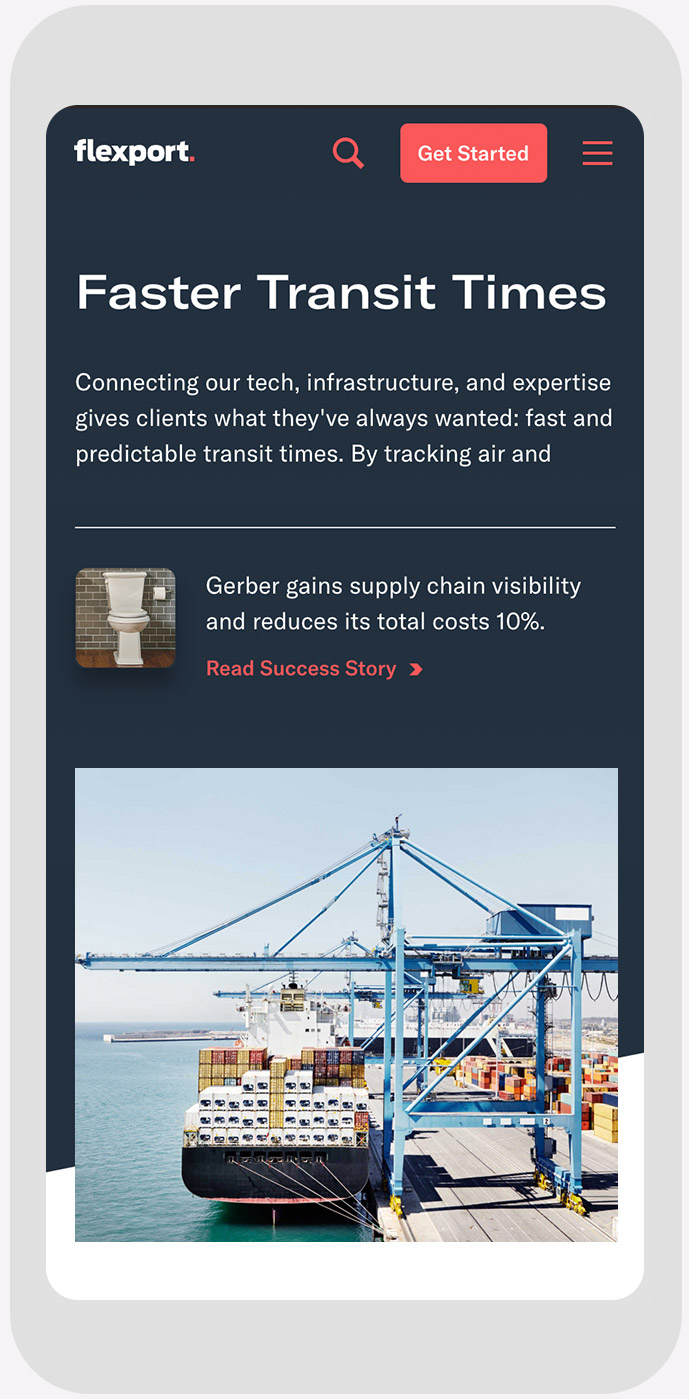 flexport.
Get Started
Faster Transit Times
Connecting our tech, infrastructure, and expertise
gives clients what they've always wanted: fast and
predictable transit times. By tracking air and
Gerber gains supply chain visibility
and reduces its total costs 10%.
Read Success Story